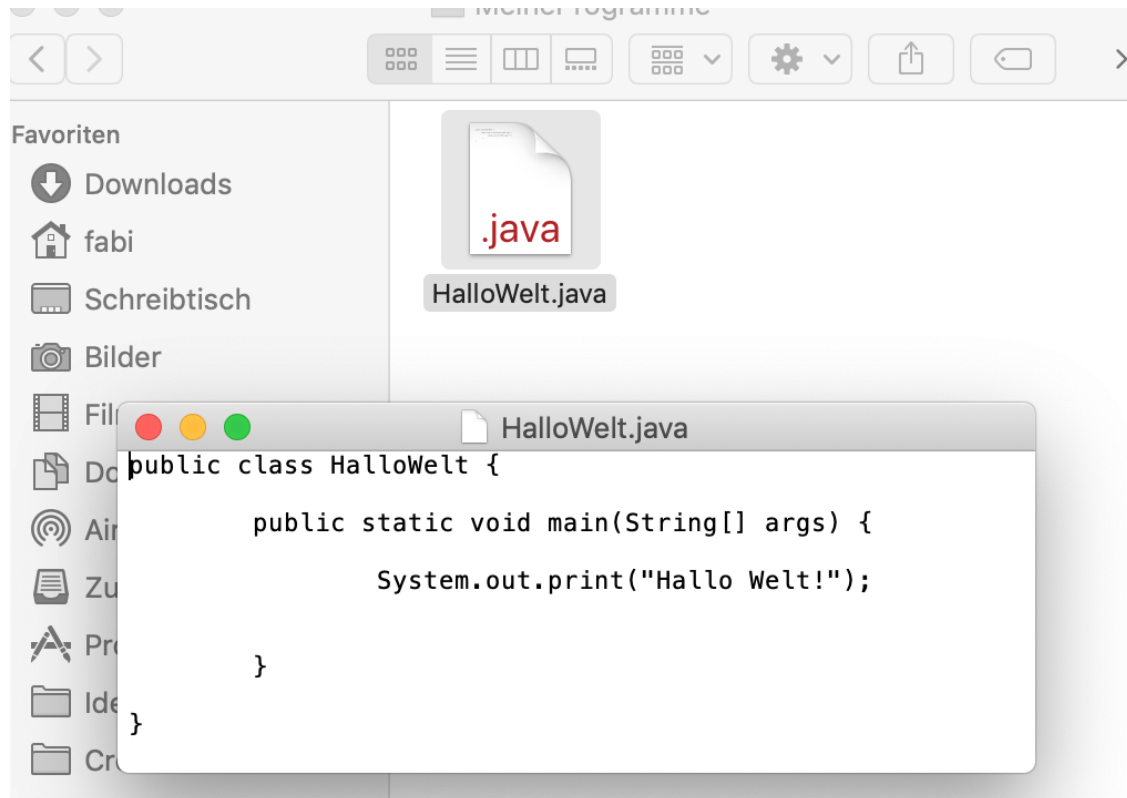 Favoriten
Downloads
fabi
Schreibtisch
Bilder
.java
HalloWelt.java
HalloWelt.java
public class HalloWelt {
public static void main(String[] args) {
System.out.print("Hallo Welt!");
}
}